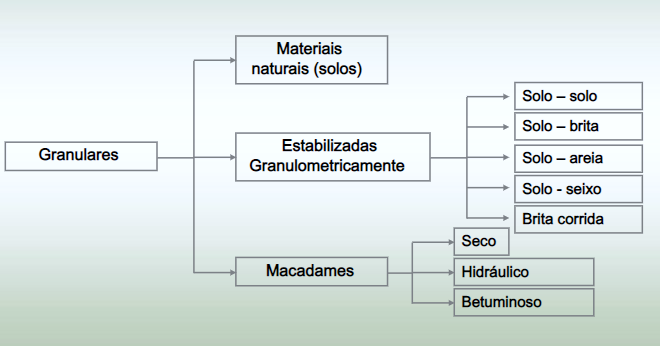 Materiais
naturais (solos)
Solo – solo
Solo – brita
Granulares
Estabilizadas
Granulometricamente
Solo – areia
Solo - seixo
Brita corrida
Macadames
Seco
Hidráulico
Betuminoso